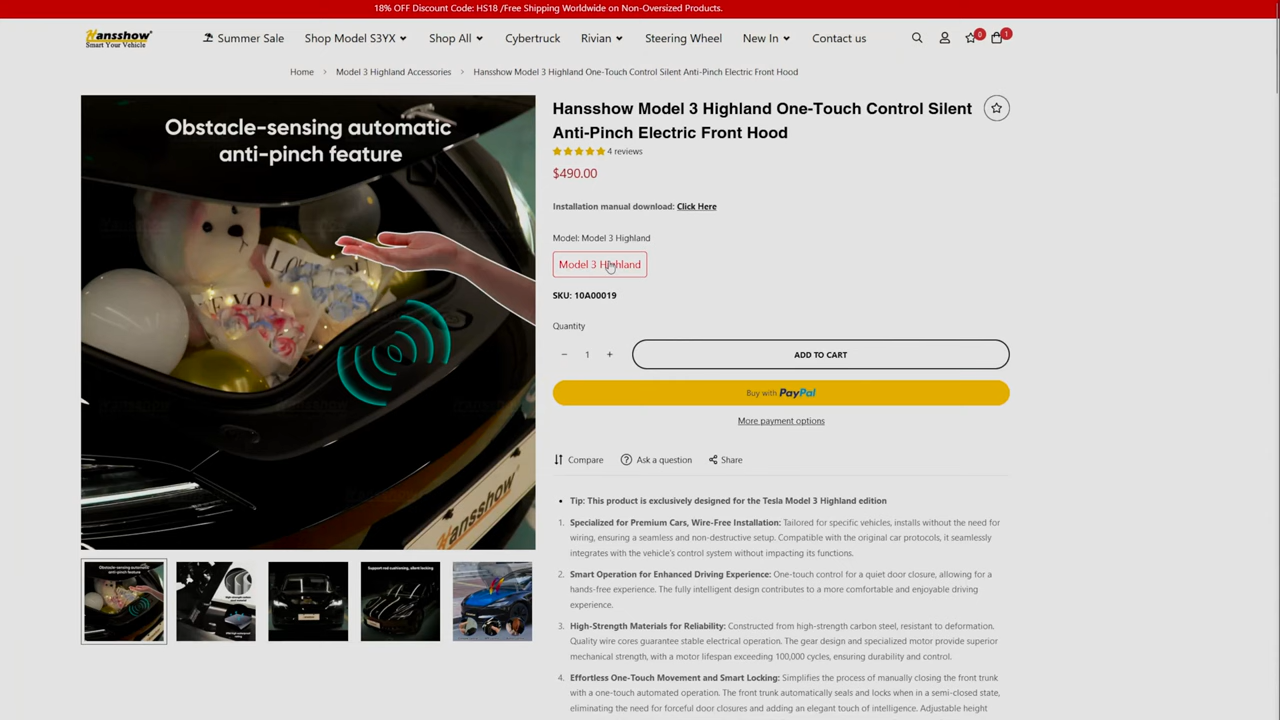 18% OFF Discount Code: HS18 /Free Shipping Worldwide on Non-Oversized Products.
Hansshow
Smart Your Vehicle
Summer Sale
Shop Model S3YX
Shop All
Cybertruck
Rivian
Steering Wheel
New In
Contact us
0
1
Home > Model 3 Highland Accessories > Hansshow Model 3 Highland One-Touch Control Silent Anti-Pinch Electric Front Hood
Obstacle-sensing automatic
anti-pinch feature
Hansshow
Hansshow Model 3 Highland One-Touch Control Silent
Anti-Pinch Electric Front Hood
4 reviews
$490.00
Installation manual download: Click Here
Model: Model 3 Highland
Model 3 Highland
SKU: 10A00019
Quantity
− 1 +
ADD TO CART
Buy with PayPal
More payment options
Compare
Ask a question
Share
• Tip: This product is exclusively designed for the Tesla Model 3 Highland edition
1. Specialized for Premium Cars, Wire-Free Installation: Tailored for specific vehicles, installs without the need for
wiring, ensuring a seamless and non-destructive setup. Compatible with the original car protocols, it seamlessly
integrates with the vehicle's control system without impacting its functions.
2. Smart Operation for Enhanced Driving Experience: One-touch control for a quiet door closure, allowing for a
hands-free experience. The fully intelligent design contributes to a more comfortable and enjoyable driving
experience.
3. High-Strength Materials for Reliability: Constructed from high-strength carbon steel, resistant to deformation.
Quality wire cores guarantee stable electrical operation. The gear design and specialized motor provide superior
mechanical strength, with a motor lifespan exceeding 100,000 cycles, ensuring durability and control.
4. Effortless One-Touch Movement and Smart Locking: Simplifies the process of manually closing the front trunk
with a one-touch automated operation. The front trunk automatically seals and locks when in a semi-closed state,
eliminating the need for forceful door closures and adding an elegant touch of intelligence. Adjustable height